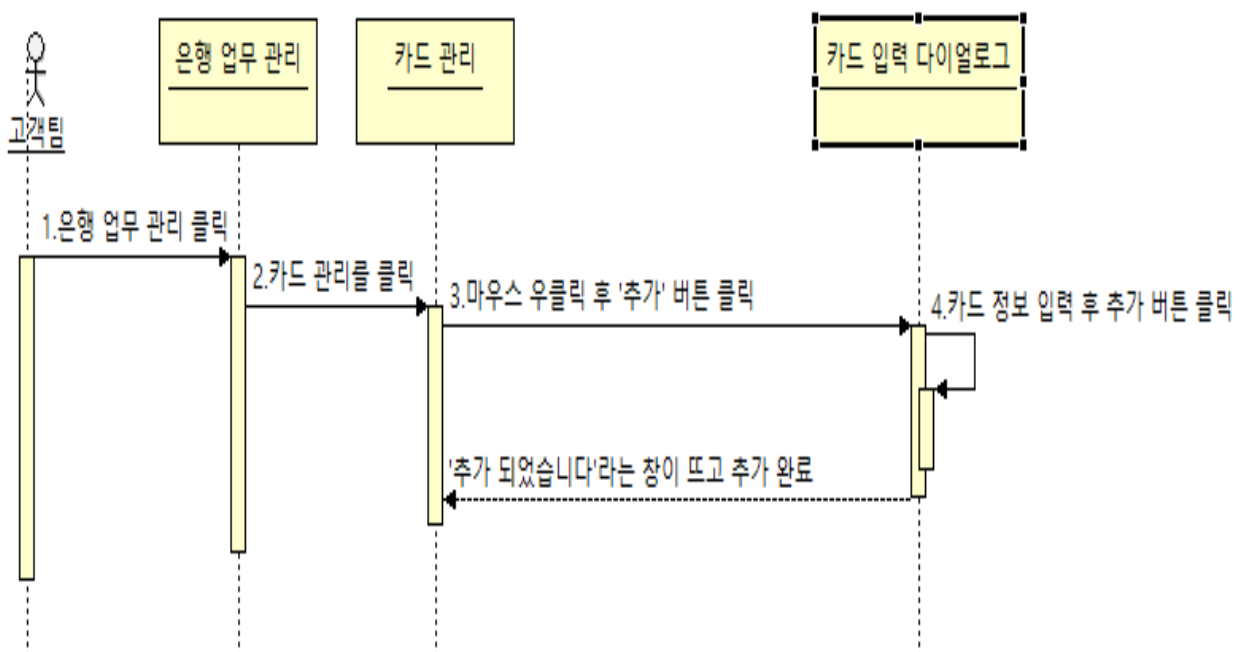 은행 업무 관리
카드 관리
카드 입력 다이얼로그
고객팀
1.은행 업무 관리 클릭
2.카드 관리를 클릭
3.마우스 우클릭 후 '추가' 버튼 클릭
4.카드 정보 입력 후 추가 버튼 클릭
'추가 되었습니다'라는 창이 뜨고 추가 완료